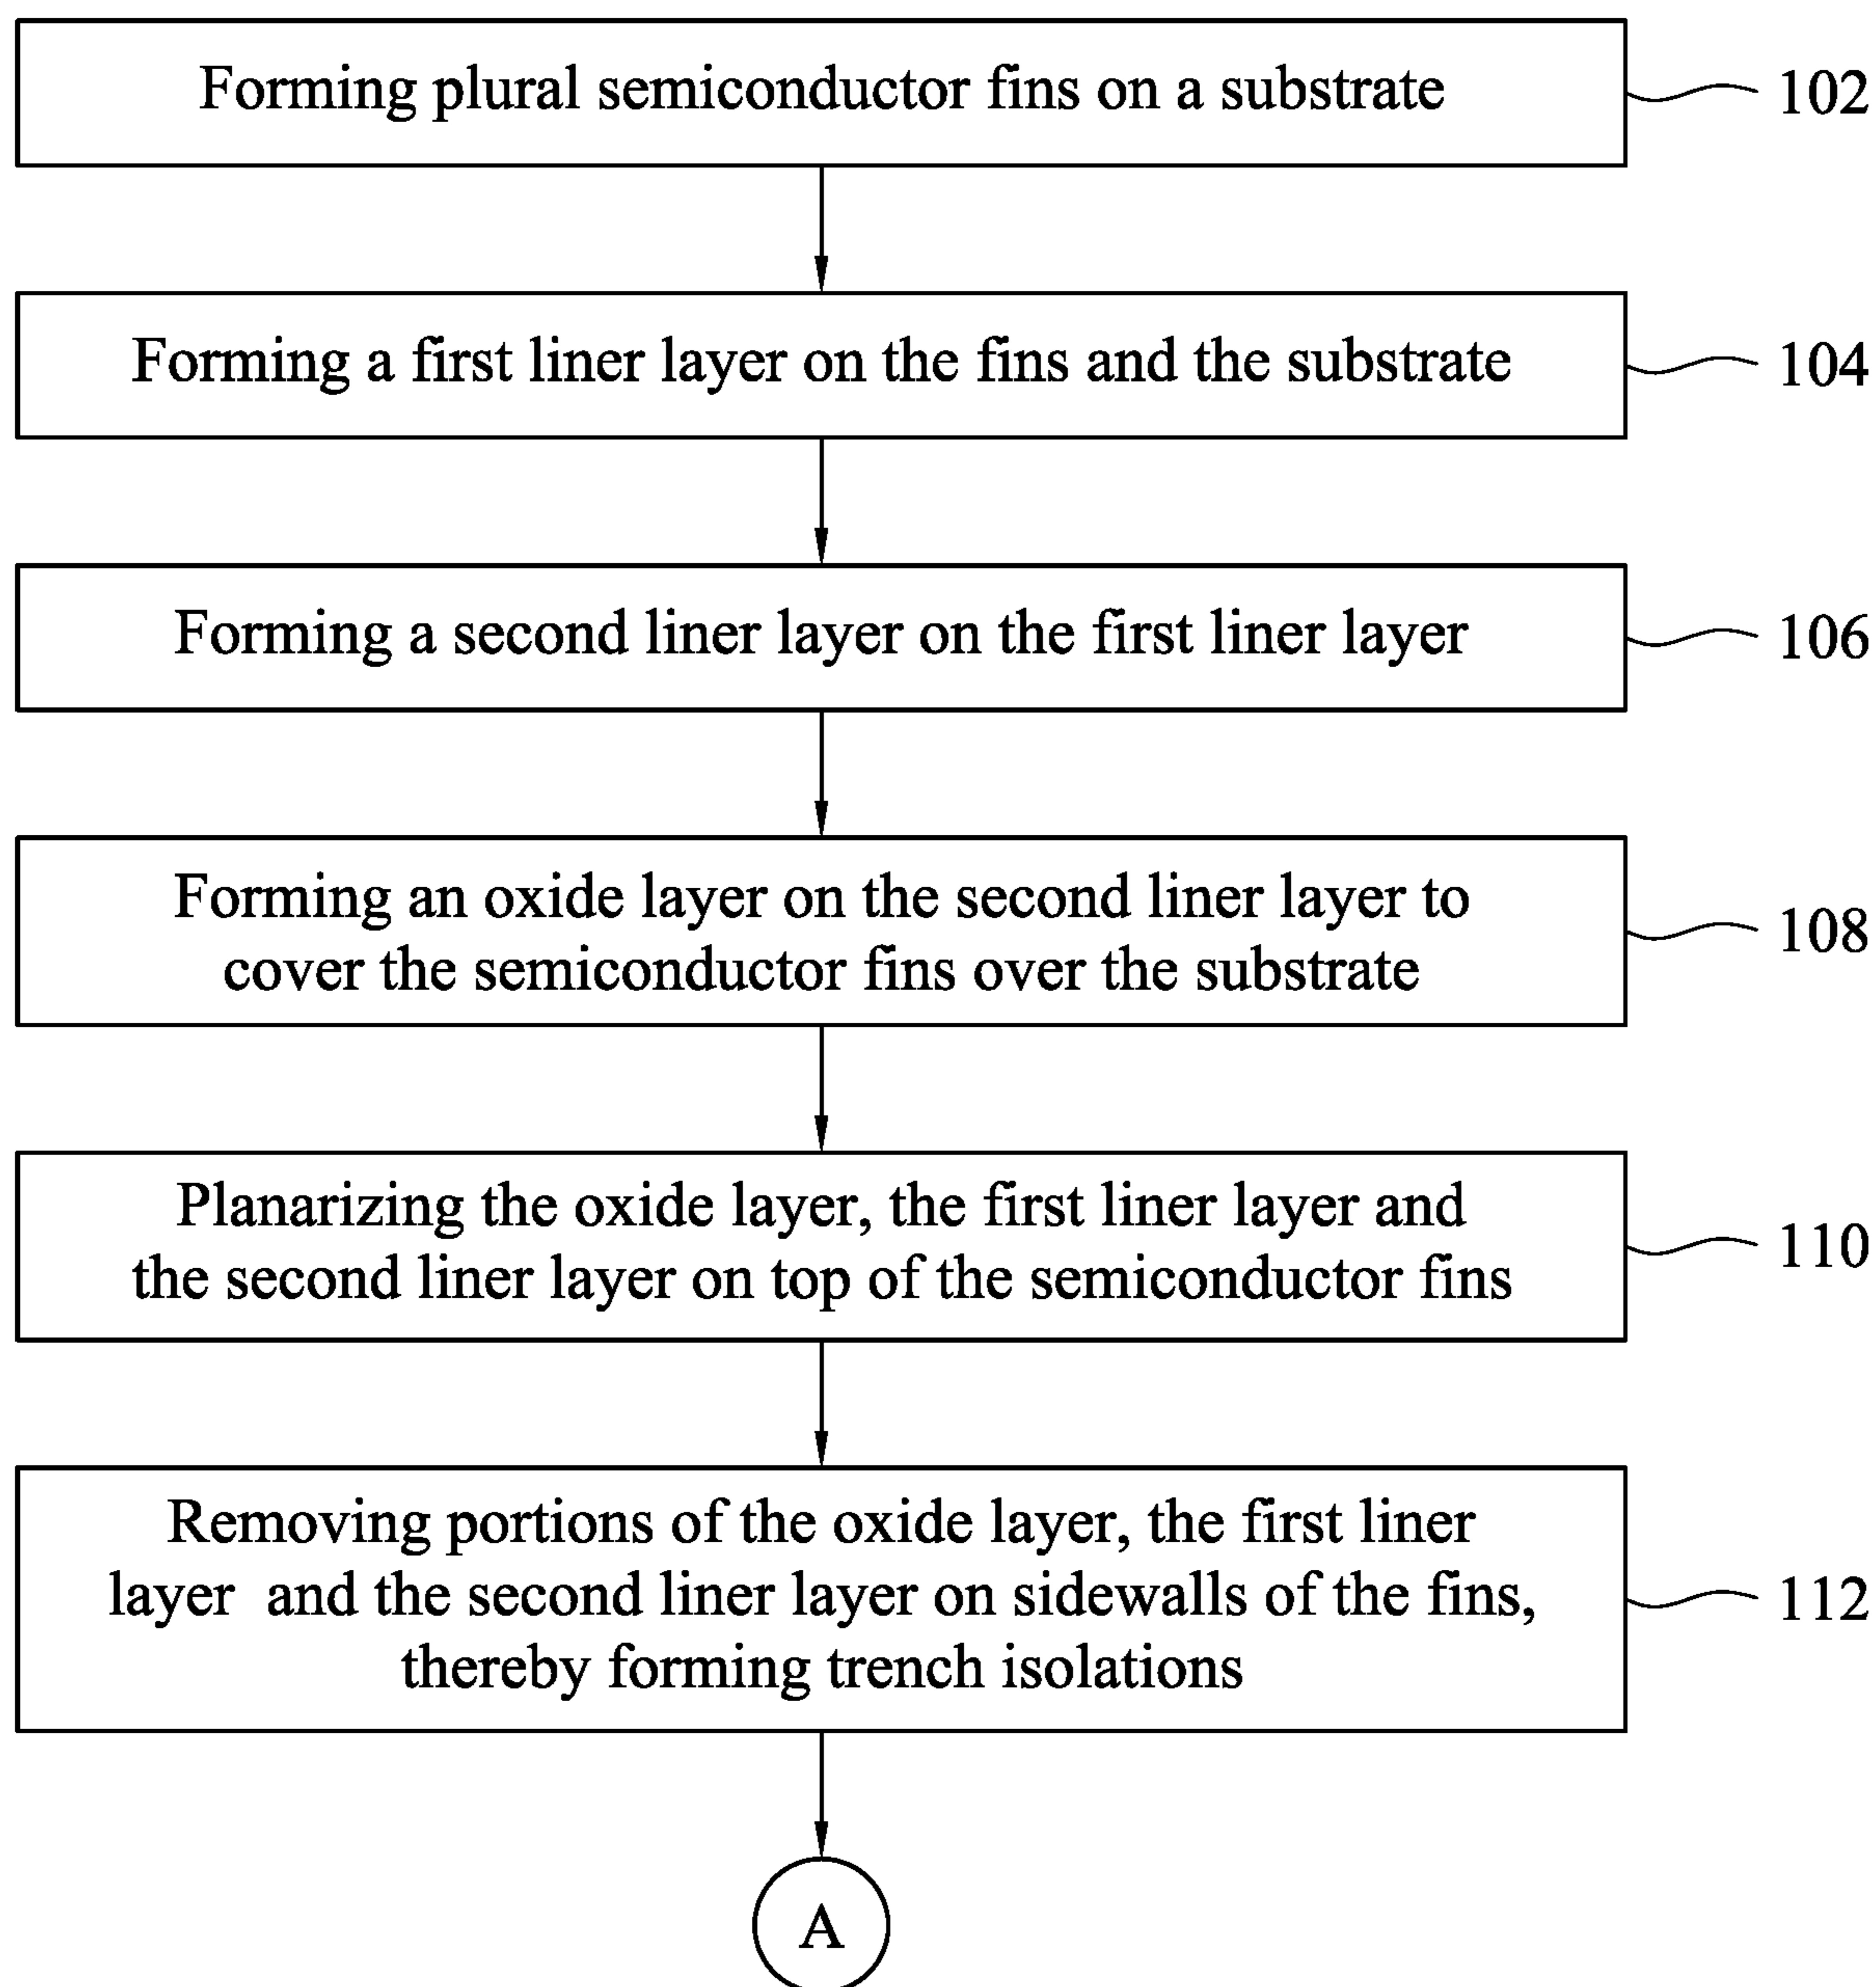 Forming plural semiconductor fins on a substrate
102
Forming a first liner layer on the fins and the substrate
104
Forming a second liner layer on the first liner layer
106
Forming an oxide layer on the second liner layer to
cover the semiconductor fins over the substrate
108
Planarizing the oxide layer, the first liner layer and
the second liner layer on top of the semiconductor fins
110
Removing portions of the oxide layer, the first liner
layer  and the second liner layer on sidewalls of the fins,
thereby forming trench isolations
112
A